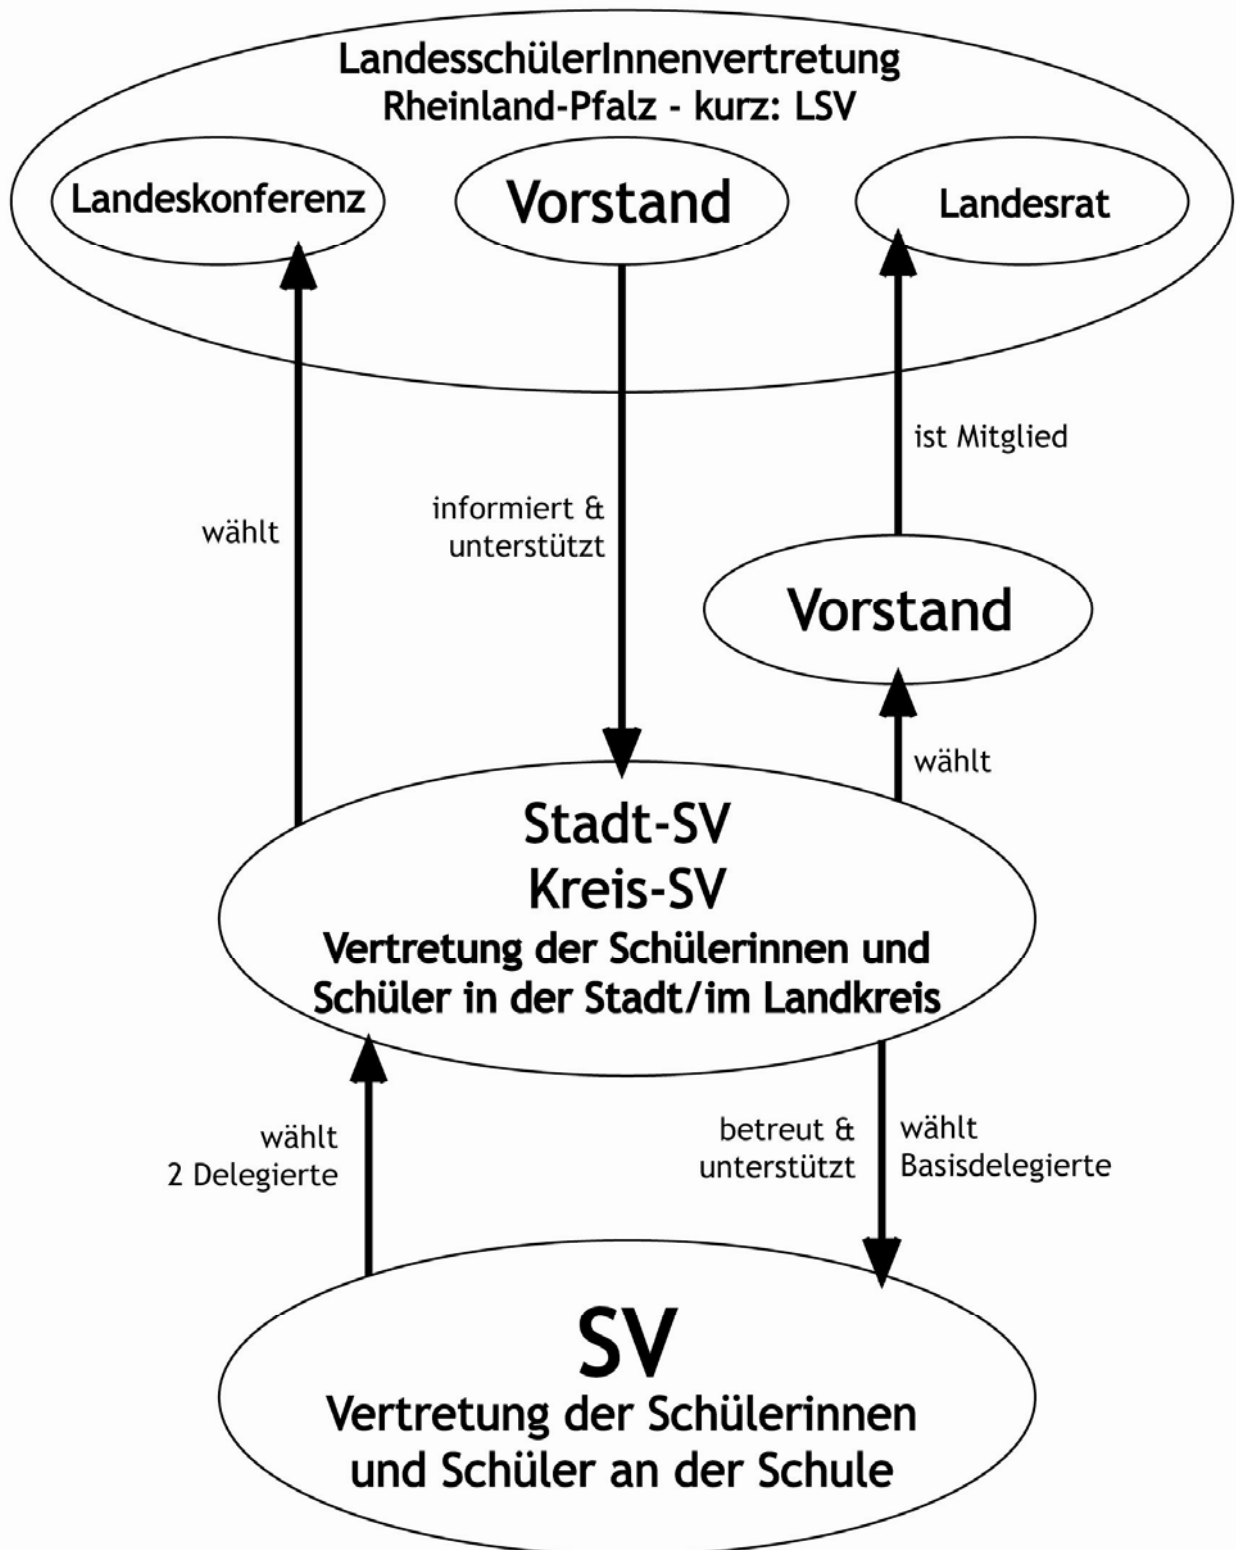 LandesschülerInnenvertretung
Rheinland-Pfalz - kurz: LSV
Landeskonferenz
Vorstand
Landesrat
ist Mitglied
wählt
informiert &
unterstützt
Vorstand
wählt
Stadt-SV
Kreis-SV
Vertretung der Schülerinnen und
Schüler in der Stadt/im Landkreis
wählt
2 Delegierte
betreut &
unterstützt
wählt
Basisdelegierte
SV
Vertretung der Schülerinnen
und Schüler an der Schule